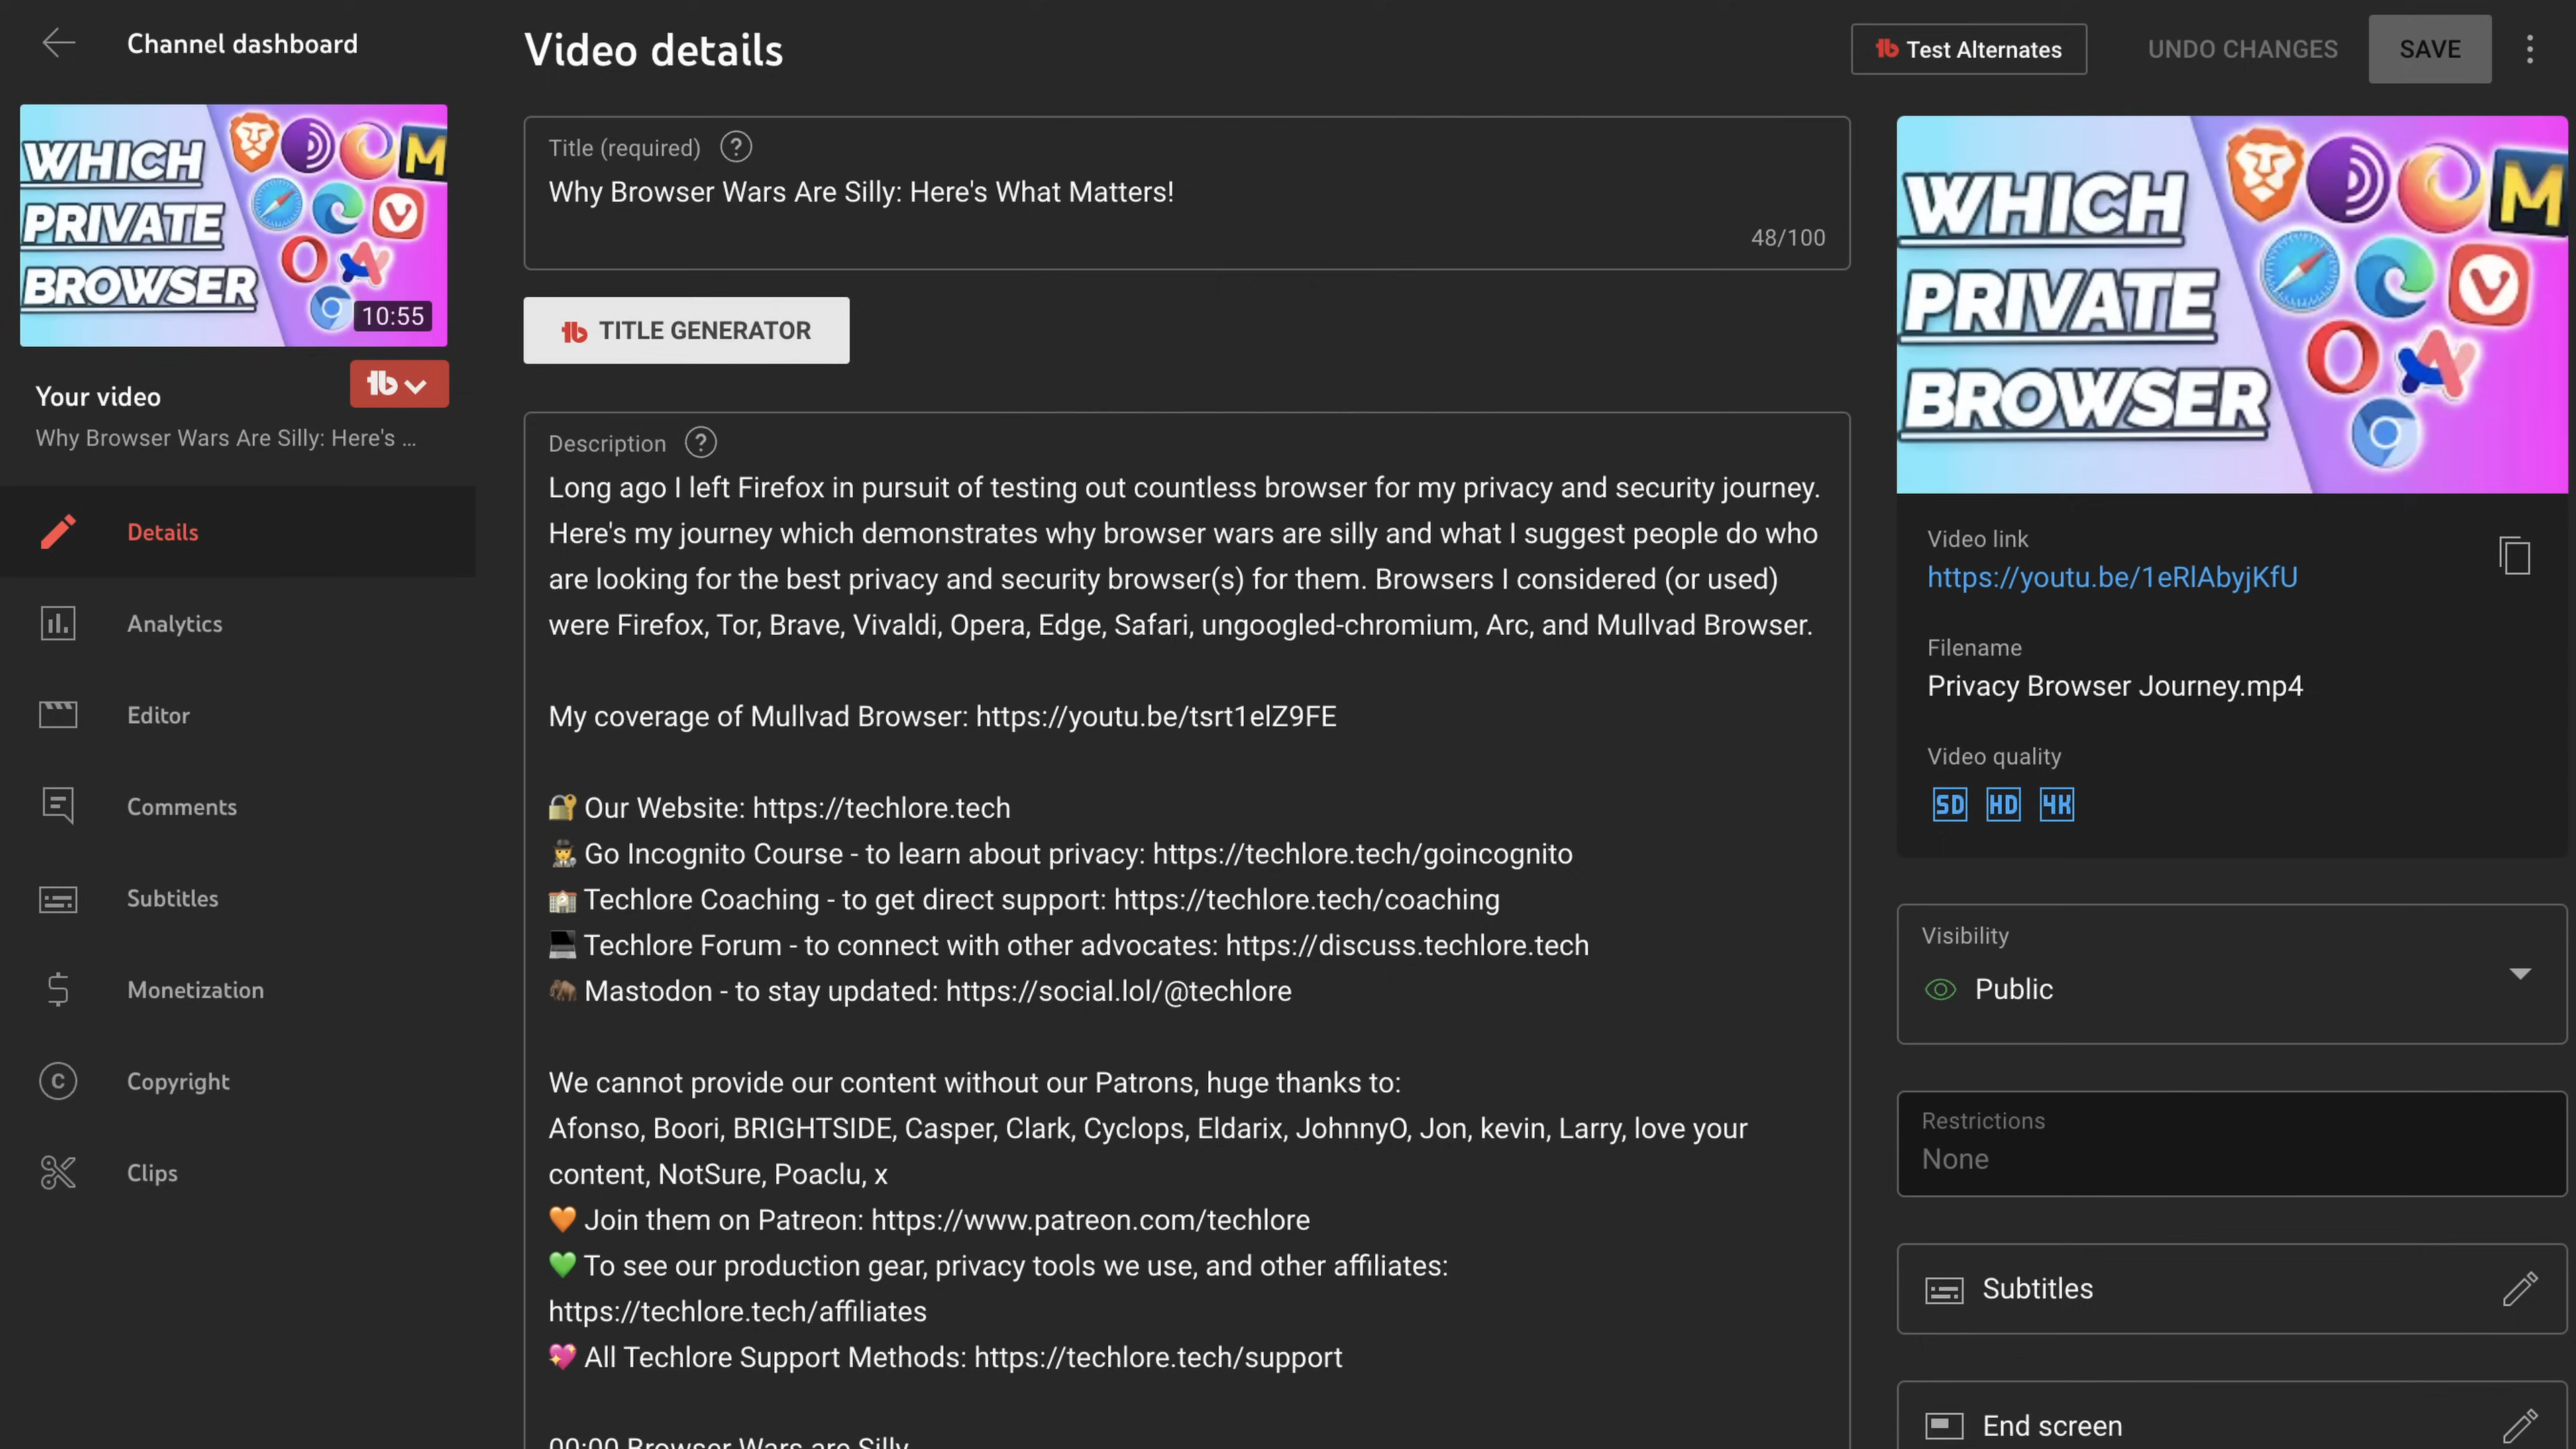 Channel dashboard
WHICH
PRIVATE
BROWSER
M
10:55
Your video
Why Browser Wars Are Silly: Here's ...
Details
Analytics
Editor
Comments
Subtitles
Monetization
Copyright
Clips
Video details
Test Alternates
UNDO CHANGES
SAVE
Title (required)
Why Browser Wars Are Silly: Here's What Matters!
48/100
TITLE GENERATOR
Description
Long ago I left Firefox in pursuit of testing out countless browser for my privacy and security journey.
Here's my journey which demonstrates why browser wars are silly and what I suggest people do who
are looking for the best privacy and security browser(s) for them. Browsers I considered (or used)
were Firefox, Tor, Brave, Vivaldi, Opera, Edge, Safari, ungoogled-chromium, Arc, and Mullvad Browser.
My coverage of Mullvad Browser: https://youtu.be/tsrt1elZ9FE
🔐 Our Website: https://techlore.tech
🕵 Go Incognito Course - to learn about privacy: https://techlore.tech/goincognito
🏫 Techlore Coaching - to get direct support: https://techlore.tech/coaching
💻 Techlore Forum - to connect with other advocates: https://discuss.techlore.tech
🦣 Mastodon - to stay updated: https://social.lol/@techlore
We cannot provide our content without our Patrons, huge thanks to:
Afonso, Boori, BRIGHTSIDE, Casper, Clark, Cyclops, Eldarix, JohnnyO, Jon, kevin, Larry, love your
content, NotSure, Poaclu, x
🧡 Join them on Patreon: https://www.patreon.com/techlore
💚 To see our production gear, privacy tools we use, and other affiliates:
https://techlore.tech/affiliates
💖 All Techlore Support Methods: https://techlore.tech/support
00:00 Browser Wars are Silly
WHICH
PRIVATE
BROWSER
M
Video link
https://youtu.be/1eRlAbyjKfU
Filename
Privacy Browser Journey.mp4
Video quality
SD HD 4K
Visibility
Public
Restrictions
None
Subtitles
End screen